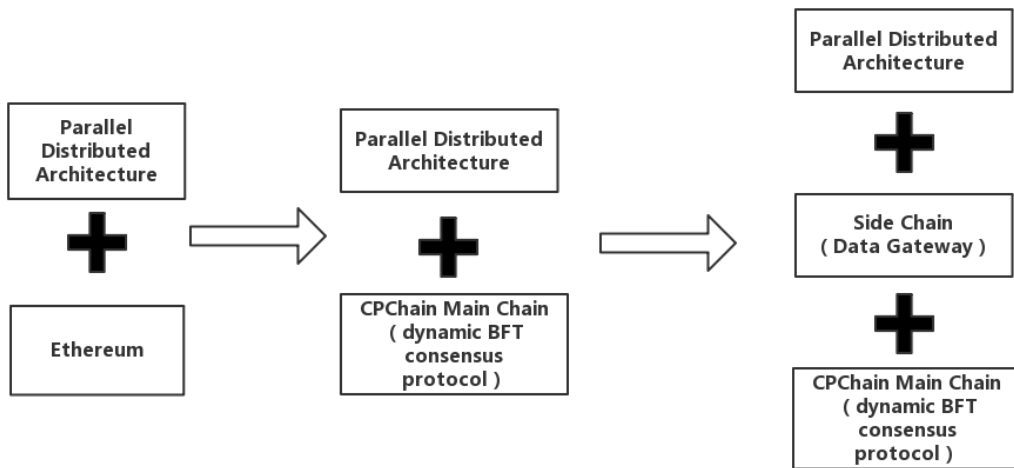 Parallel
Distributed
Architecture
Ethereum
Parallel Distributed
Architecture
CPChain Main Chain
( dynamic BFT
consensus
protocol )
Parallel Distributed
Architecture
Side Chain
( Data Gateway )
CPChain Main Chain
( dynamic BFT
consensus
protocol )